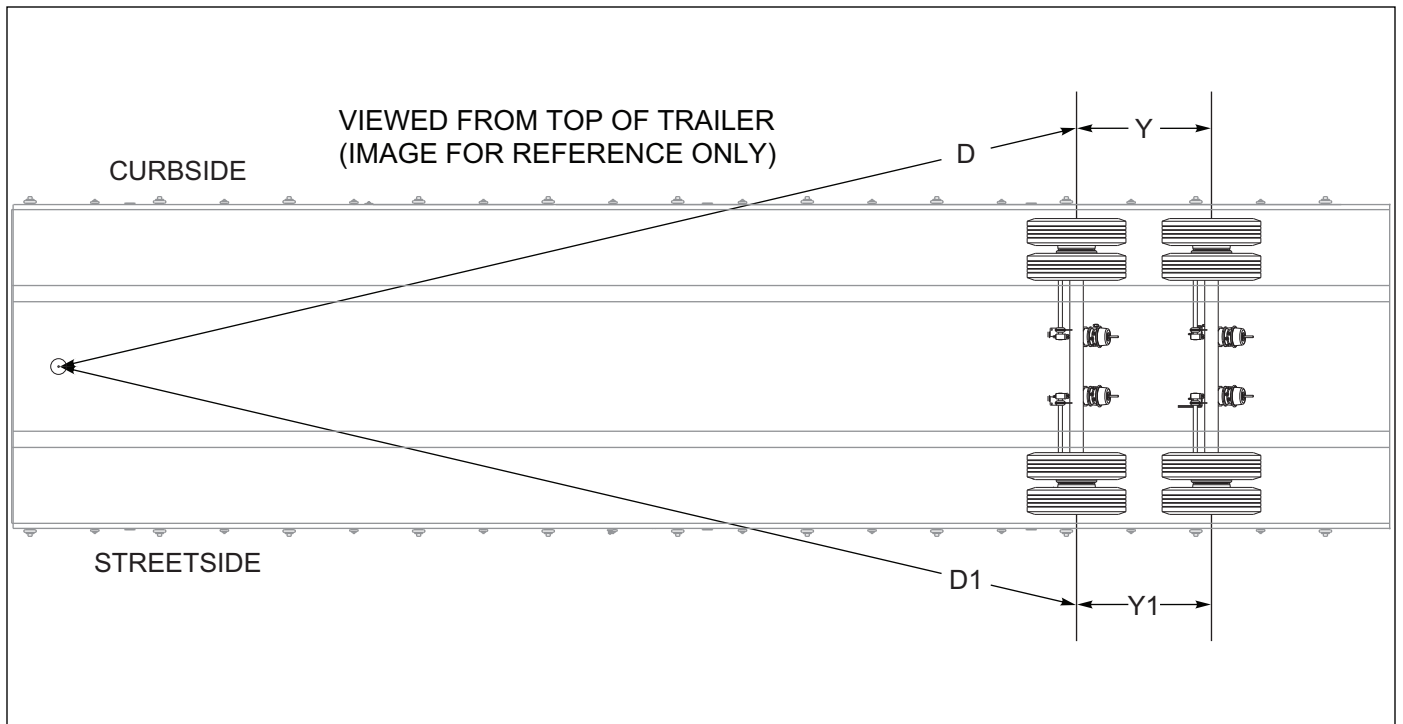 VIEWED FROM TOP OF TRAILER
(IMAGE FOR REFERENCE ONLY)
Y
D
CURBSIDE
STREETSIDE
D1
Y1